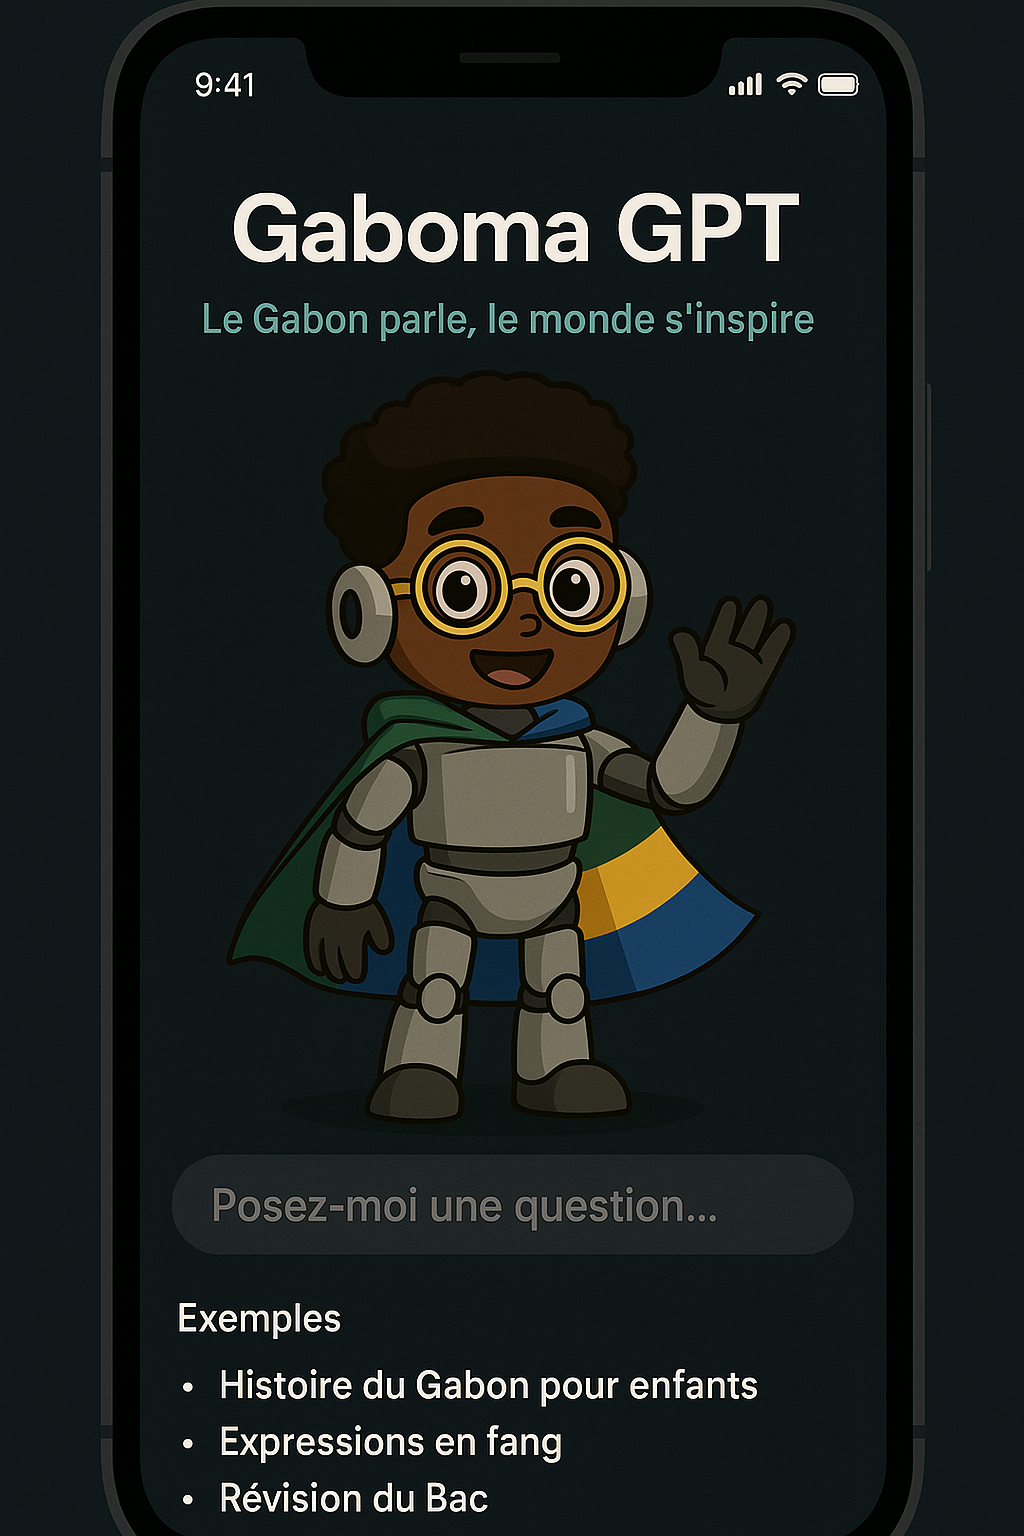 9:41
Gaboma GPT
Le Gabon parle, le monde s'inspire
Posez-moi une question...
Exemples
• Histoire du Gabon pour enfants
• Expressions en fang
• Révision du Bac